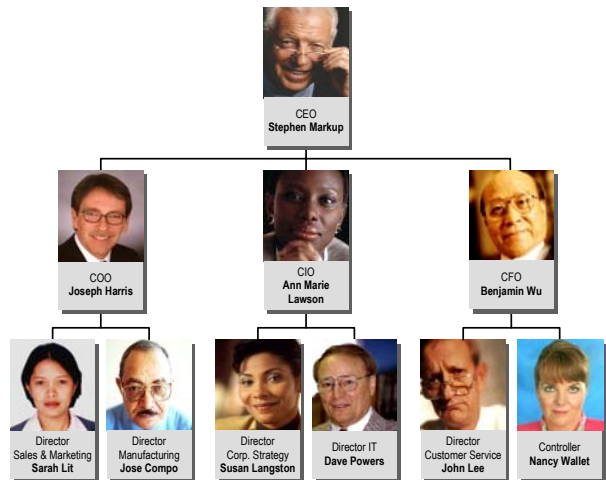 CEO
Stephen Markup
COO
Joseph Harris
CIO
Ann Marie
Lawson
CFO
Benjamin Wu
Director
Sales & Marketing
Sarah Lit
Director
Manufacturing
Jose Compo
Director
Corp. Strategy
Susan Langston
Director IT
Dave Powers
Director
Customer Service
John Lee
Controller
Nancy Wallet